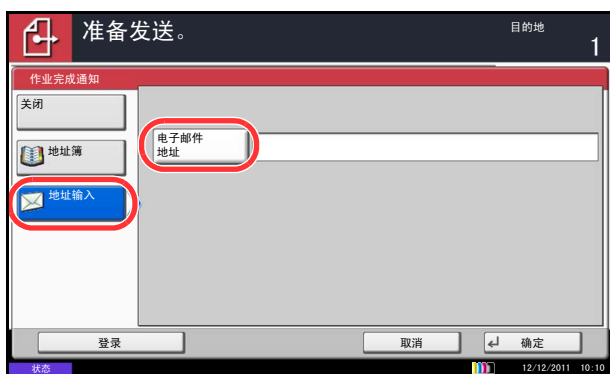 准备发送。
目的地
1
作业完成通知
关闭
地址簿
地址输入
电子邮件
地址
登录
取消
确定
状态
12/12/2011 10:10